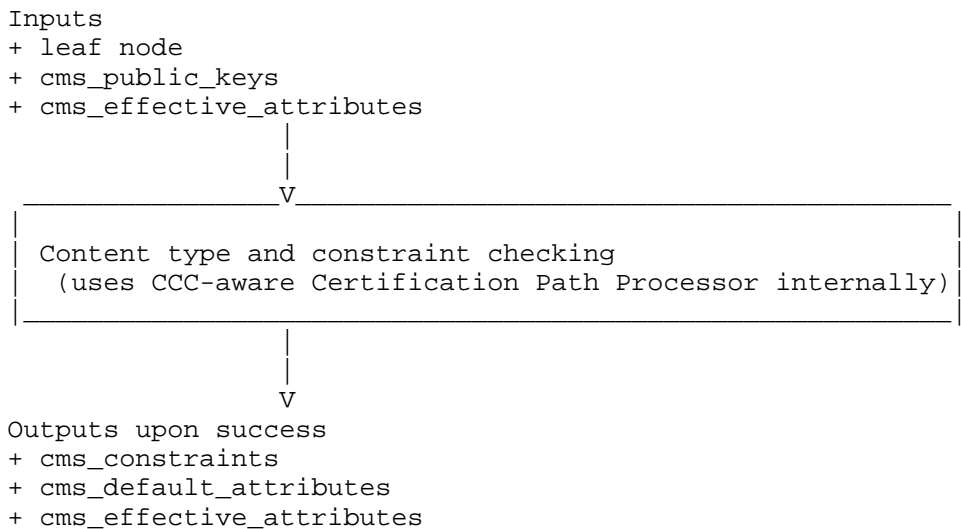 Inputs
+ leaf node
+ cms_public_keys
+ cms_effective_attributes
Content type and constraint checking
(uses CCC-aware Certification Path Processor internally)
Outputs upon success
+ cms_constraints
+ cms_default_attributes
+ cms_effective_attributes